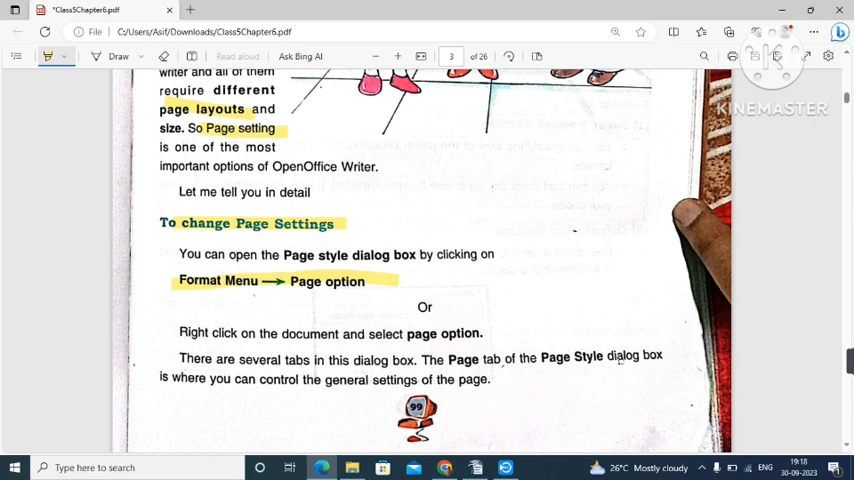 *Class5Chapter6.pdf
File
C:/Users/Asif/Downloads/Class5Chapter6.pdf
Draw
Read aloud
Ask Bing AI
3 of 26
KINEMASTER
writer and all of them
require different
page layouts and
size. So Page setting
is one of the most
important options of OpenOffice Writer.
Let me tell you in detail
To change Page Settings
You can open the Page style dialog box by clicking on
Format Menu → Page option
Or
Right click on the document and select page option.
There are several tabs in this dialog box. The Page tab of the Page Style dialog box
is where you can control the general settings of the page.
99
Type here to search
26°C Mostly cloudy
ENG
19:18
30-09-2023